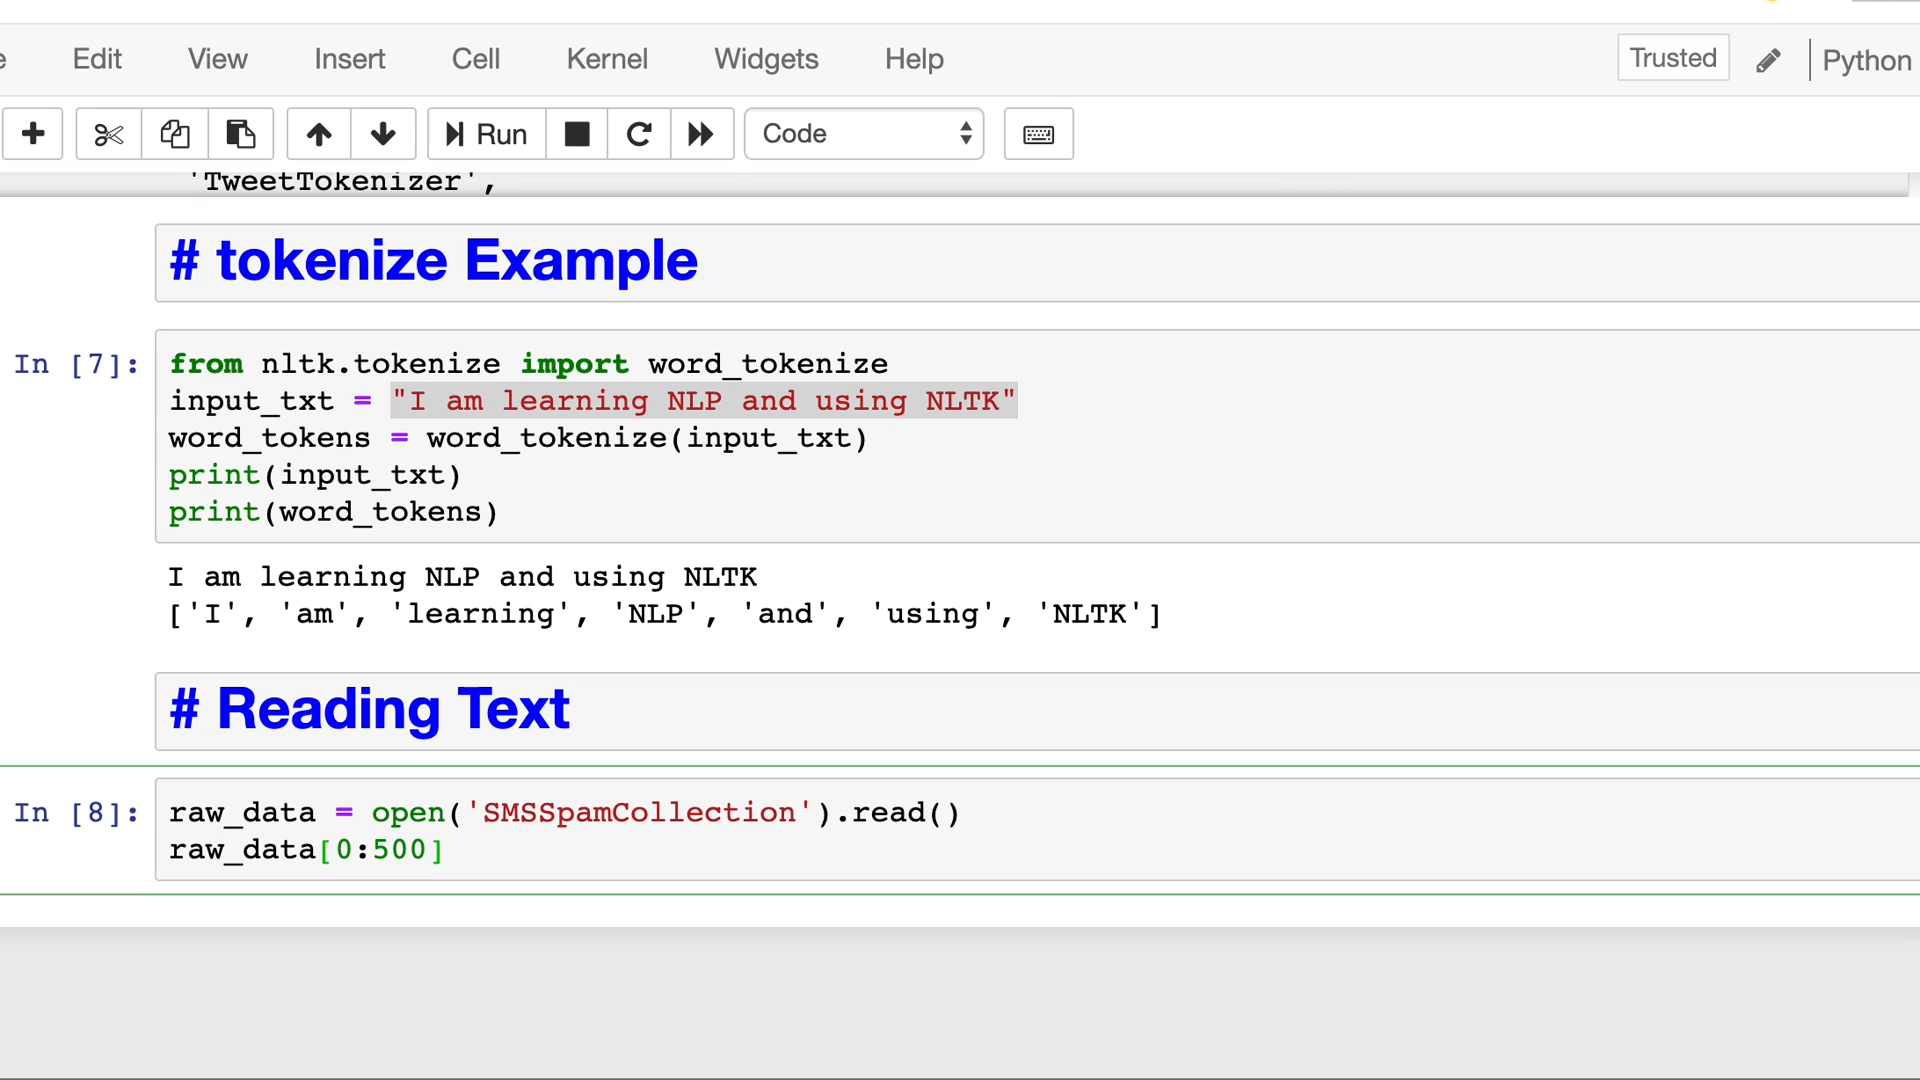 Edit View Insert Cell Kernel Widgets Help Trusted Python
Run Code
'TweetTokenizer',
# tokenize Example
In [7]: from nltk.tokenize import word_tokenize
input_txt = "I am learning NLP and using NLTK"
word_tokens = word_tokenize(input_txt)
print(input_txt)
print(word_tokens)
I am learning NLP and using NLTK
['I', 'am', 'learning', 'NLP', 'and', 'using', 'NLTK']
# Reading Text
In [8]: raw_data = open('SMSSpamCollection').read()
raw_data[0:500]